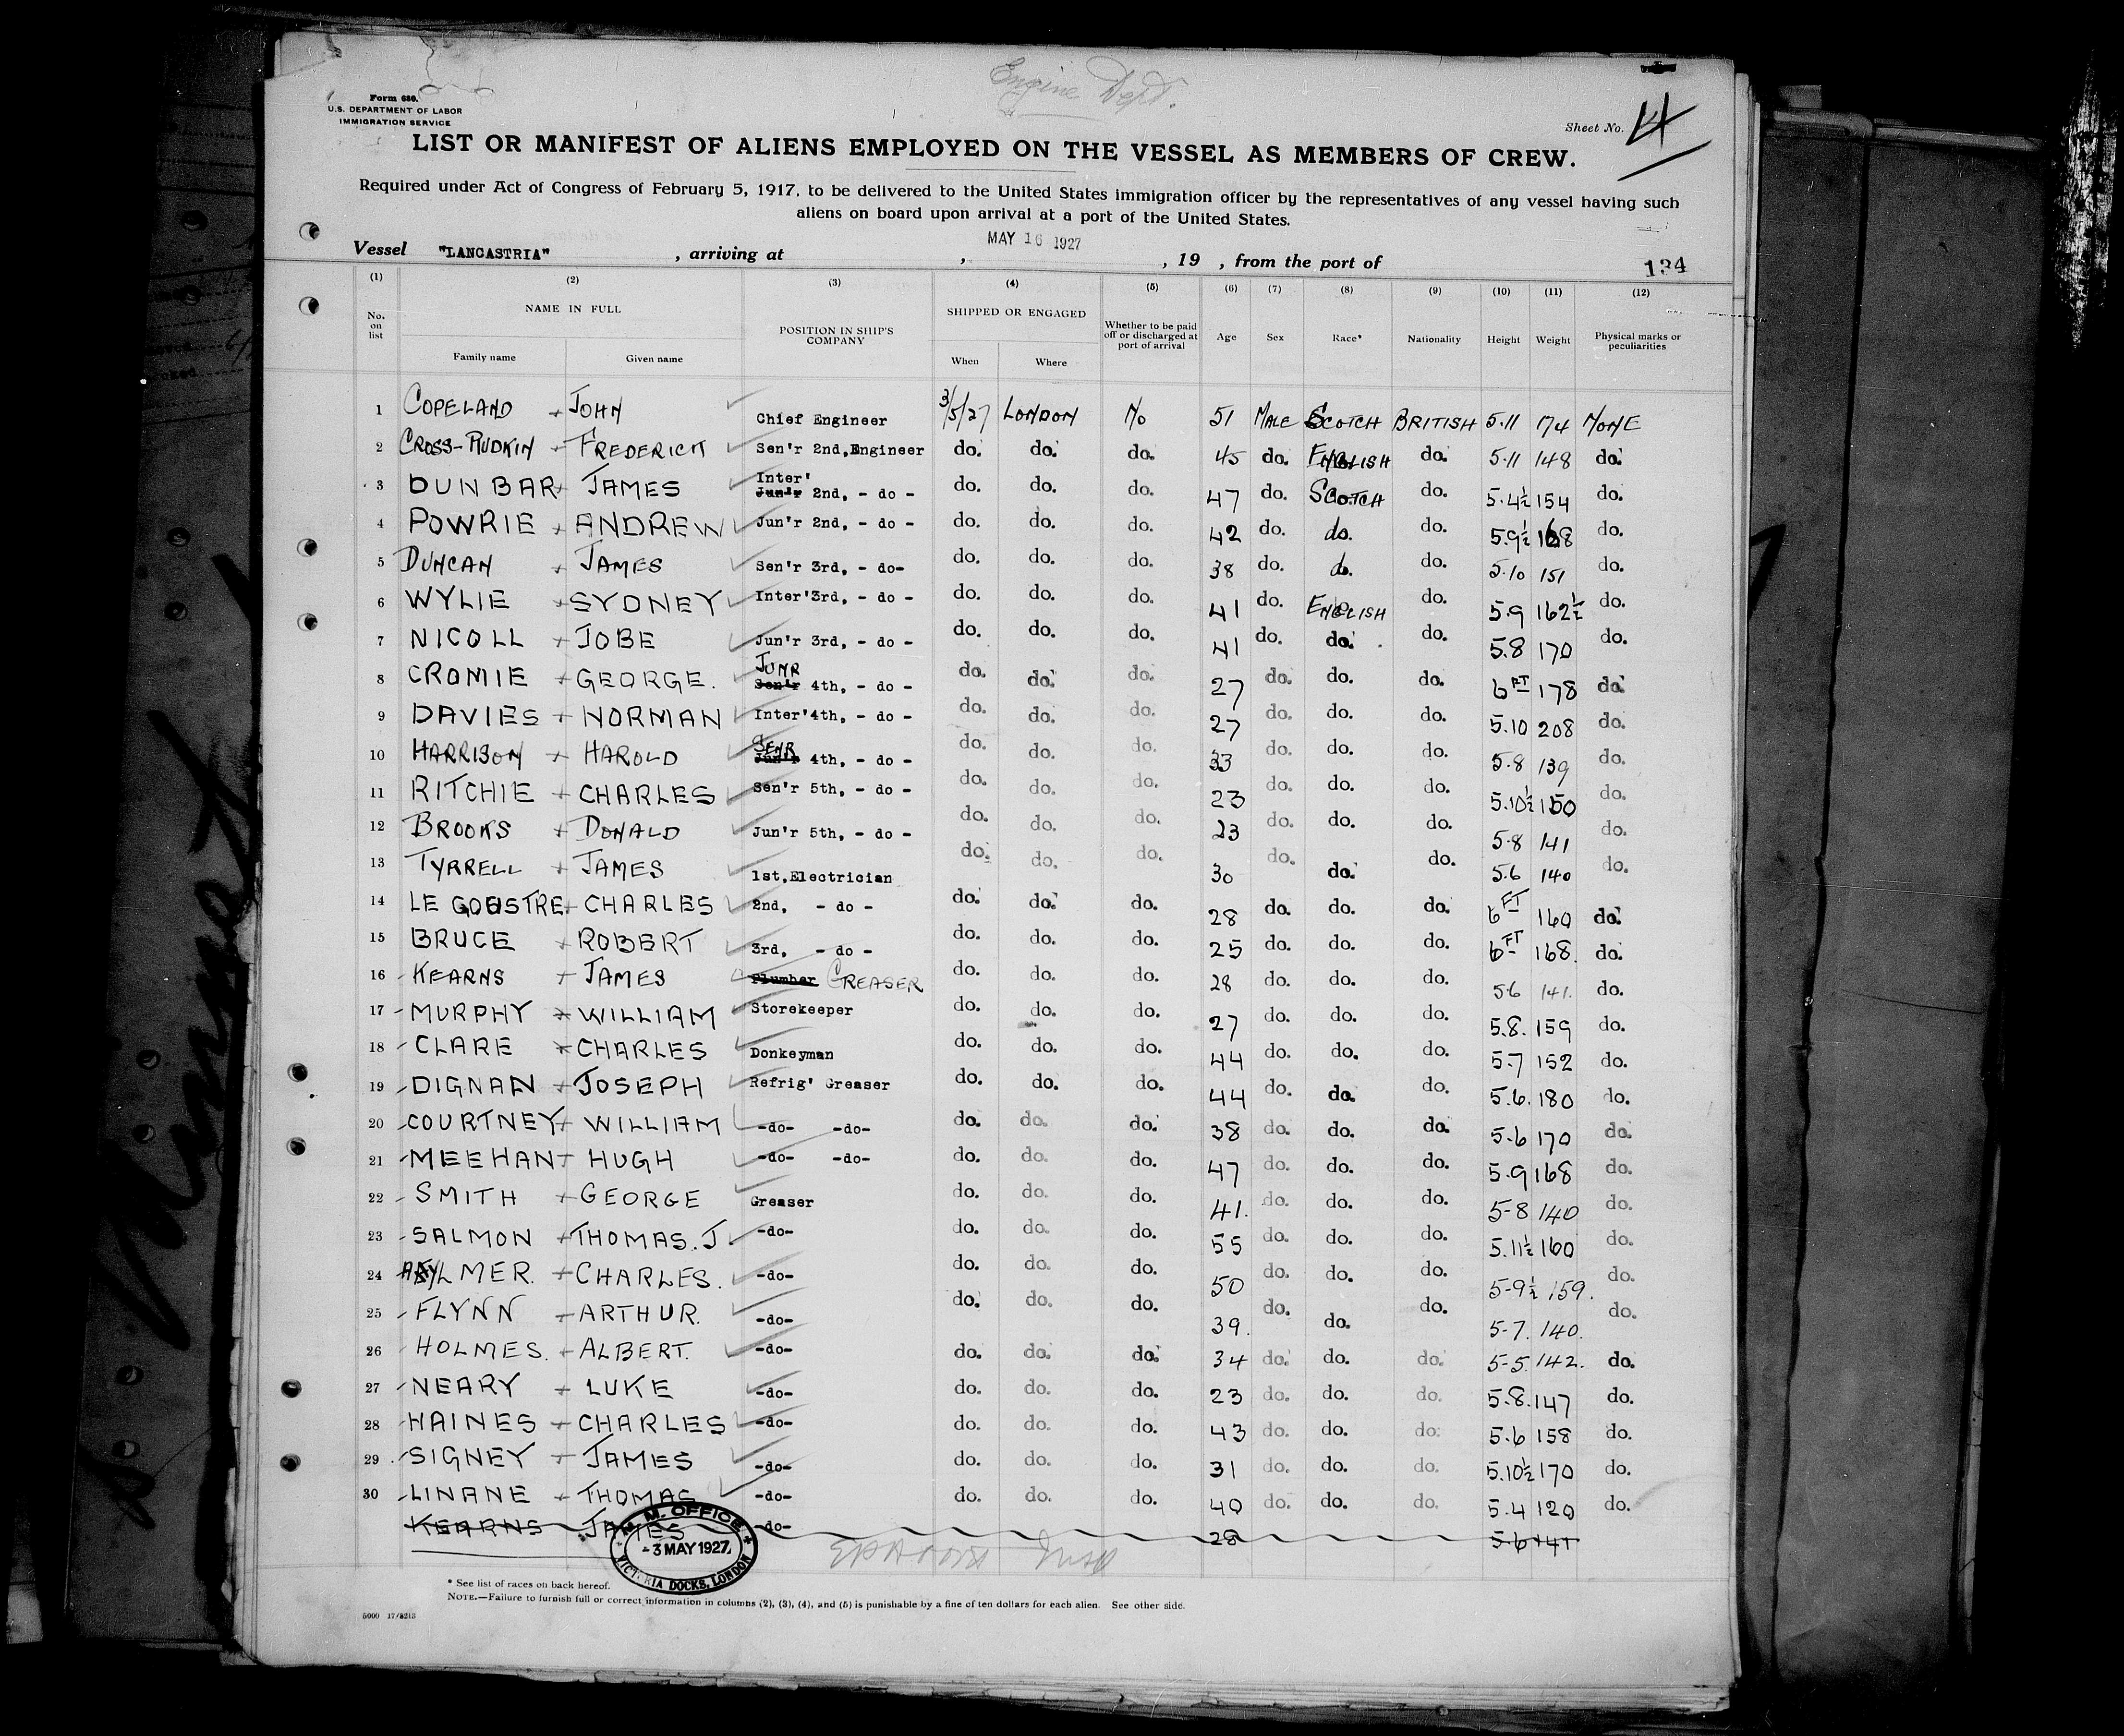 Engine Dept.
Form 680.
U.S. DEPARTMENT OF LABOR
IMMIGRATION SERVICE
Sheet No. 4
LIST OR MANIFEST OF ALIENS EMPLOYED ON THE VESSEL AS MEMBERS OF CREW.
Required under Act of Congress of February 5, 1917, to be delivered to the United States immigration officer by the representatives of any vessel having such
aliens on board upon arrival at a port of the United States.
MAY 16 1927
Vessel "LANCASTRIA" , arriving at , , 19 , from the port of 134
(1) (2) (3) (4) (5) (6) (7) (8) (9) (10) (11) (12)
No. on list NAME IN FULL Family name Given name POSITION IN SHIP'S COMPANY SHIPPED OR ENGAGED When Where Whether to be paid off or discharged at port of arrival Age Sex Race* Nationality Height Weight Physical marks or peculiarities
1 COPELAND JOHN Chief Engineer 3/5/27 LONDON No 51 MALE SCOTCH BRITISH 5.11 174 NONE
2 CROSS-RUDKIN FREDERICK Sen'r 2nd.Engineer do. do. do. 45 do. ENGLISH do. 5.11 148 do.
3 DUNBAR JAMES Inter' Jun'r 2nd, - do - do. do. do. 47 do. SCOTCH do. 5.4½ 154 do.
4 POWRIE ANDREW Jun'r 2nd, - do - do. do. do. 42 do. do. do. 5.9½ 168 do.
5 DUNCAN JAMES Sen'r 3rd, - do- do. do. do. 38 do. do. do. 5.10 151 do.
6 WYLIE SYDNEY Inter'3rd, - do - do. do. do. 41 do. ENGLISH do. 5.9 162½ do.
7 NICOLL JOBE Jun'r 3rd, - do - do. do. do. 41 do. do. do. 5.8 170 do.
8 CROMIE GEORGE. JUNR Sen'r 4th, - do - do. do. do. 27 do. do. do. 6 FT 178 do.
9 DAVIES NORMAN Inter'4th, - do - do. do. do. 27 do. do. do. 5.10 208 do.
10 HARRISON HAROLD SENR Jun'r 4th, - do - do. do. do. 33 do. do. do. 5.8 139 do.
11 RITCHIE CHARLES Sen'r 5th, - do - do. do. do. 23 do. do. do. 5.10½ 150 do.
12 BROOKS DONALD Jun'r 5th, - do - do. do. do. 23 do. do. do. 5.8 141 do.
13 TYRRELL JAMES 1st.Electrician do. do. do. 30 do. do. do. 5.6 140 do.
14 LE GOUSTRE CHARLES 2nd, - do - do. do. do. 28 do. do. do. 6 FT 160 do.
15 BRUCE ROBERT 3rd, - do - do. do. do. 25 do. do. do. 6 FT 168. do.
16 KEARNS JAMES Plumber GREASER do. do. do. 28 do. do. do. 5.6 141. do.
17 MURPHY WILLIAM Storekeeper do. do. do. 27 do. do. do. 5.8. 159 do.
18 CLARE CHARLES Donkeyman do. do. do. 44 do. do. do. 5.7 152 do.
19 DIGNAN JOSEPH Refrig' Greaser do. do. do. 44 do. do. do. 5.6. 180 do.
20 COURTNEY WILLIAM -do- -do- do. do. do. 38 do. do. do. 5.6 170 do.
21 MEEHAN HUGH -do- -do- do. do. do. 47 do. do. do. 5.9 168 do.
22 SMITH GEORGE Greaser do. do. do. 41. do. do. do. 5-8 140 do.
23 SALMON THOMAS. J. -do- do. do. do. 55 do. do. do. 5.11½ 160 do.
24 AYLMER. CHARLES. -do- do. do. do. 50 do. do. do. 5-9½ 159. do.
25 FLYNN ARTHUR. -do- do. do. do. 39. do. do. do. 5-7. 140. do.
26 HOLMES. ALBERT. -do- do. do. do. 34 do. do. do. 5-5. 142. do.
27 NEARY LUKE -do- do. do. do. 23 do. do. do. 5.8. 147 do.
28 HAINES CHARLES -do- do. do. do. 43 do. do. do. 5.6 158 do.
29 SIGNEY JAMES -do- do. do. do. 31 do. do. do. 5.10½ 170 do.
30 LINANE THOMAS -do- do. do. do. 40 do. do. do. 5.4 120 do.
KEARNS JAMES -do- 28 5.6 141
M.M. OFFICE
-3 MAY 1927
VICTORIA DOCKS, LONDON
* See list of races on back hereof.
NOTE.—Failure to furnish full or correct information in columns (2), (3), (4), and (5) is punishable by a fine of ten dollars for each alien. See other side.
5000 17/8213